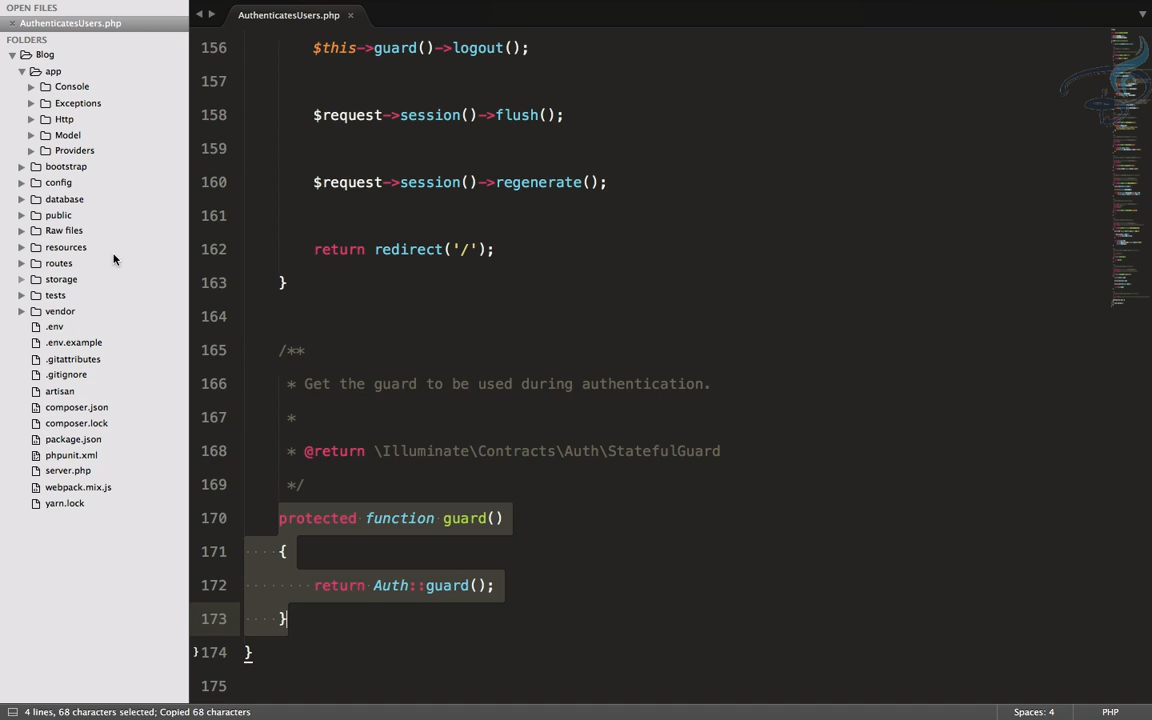 OPEN FILES
× AuthenticatesUsers.php
FOLDERS
Blog
app
Console
Exceptions
Http
Model
Providers
bootstrap
config
database
public
Raw files
resources
routes
storage
tests
vendor
.env
.env.example
.gitattributes
.gitignore
artisan
composer.json
composer.lock
package.json
phpunit.xml
server.php
webpack.mix.js
yarn.lock
AuthenticatesUsers.php ×
156 $this->guard()->logout();
157
158 $request->session()->flush();
159
160 $request->session()->regenerate();
161
162 return redirect('/');
163 }
164
165 /**
166 * Get the guard to be used during authentication.
167 *
168 * @return \Illuminate\Contracts\Auth\StatefulGuard
169 */
170 protected function guard()
171 {
172 return Auth::guard();
173 }
}174 }
175
4 lines, 68 characters selected; Copied 68 characters
Spaces: 4
PHP